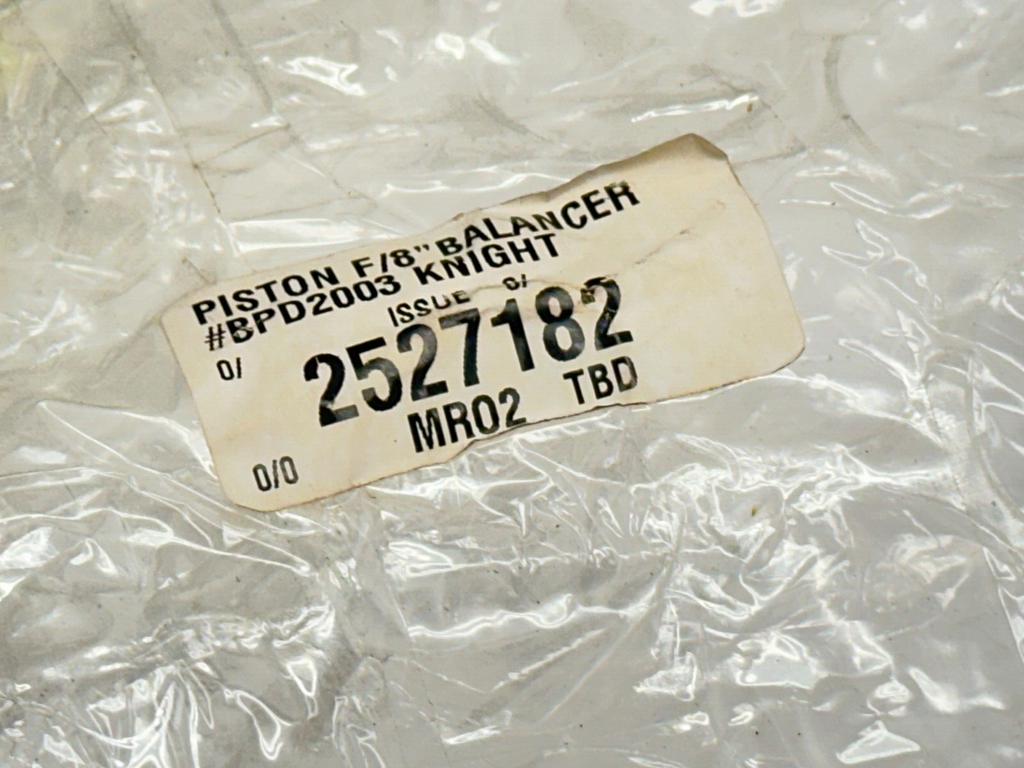 PISTON F/8" BALANCER
#BPD2003 KNIGHT
0/ ISSUE 0/
2527182
MR02 TBD
0/0